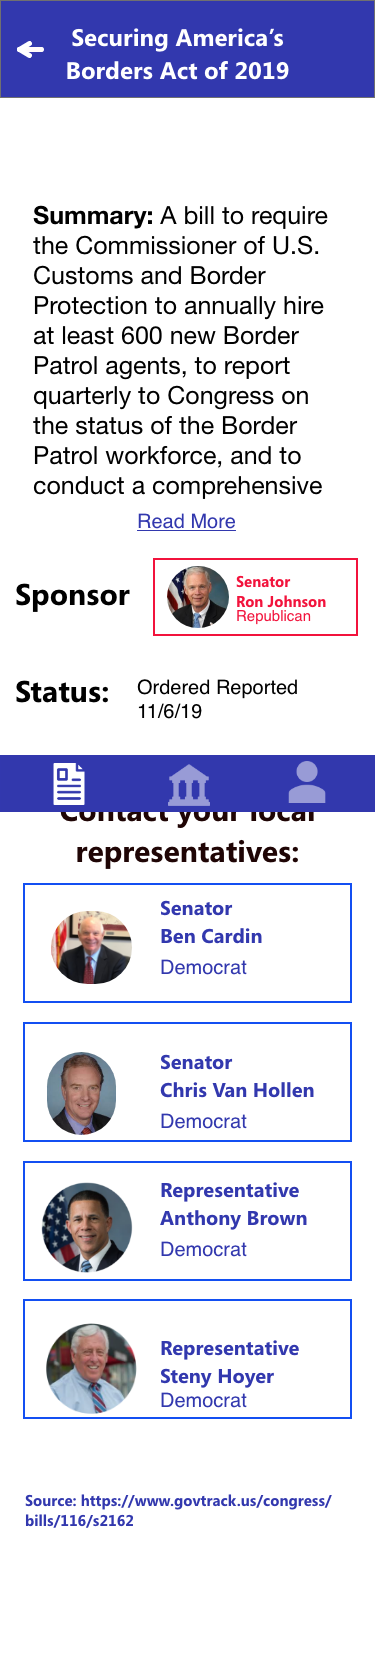 Securing America’s
Borders Act of 2019
Summary: A bill to require
the Commissioner of U.S.
Customs and Border
Protection to annually hire
at least 600 new Border
Patrol agents, to report
quarterly to Congress on
the status of the Border
Patrol workforce, and to
conduct a comprehensive
Read More
Sponsor
Senator
Ron Johnson
Republican
Status:
Ordered Reported
11/6/19
Contact your local
representatives:
Senator
Ben Cardin
Democrat
Senator
Chris Van Hollen
Democrat
Representative
Anthony Brown
Democrat
Representative
Steny Hoyer
Democrat
Source: https://www.govtrack.us/congress/
bills/116/s2162